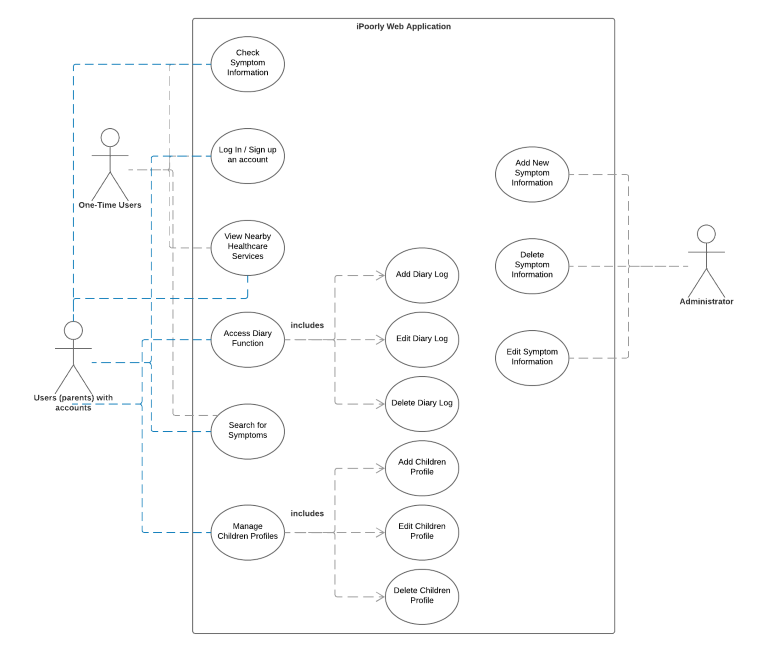 iPoorly Web Application
Check
Symptom
Information
Log In / Sign up
an account
Add New
Symptom
Information
One-Time Users
View Nearby
Healthcare
Services
Delete
Symptom
Information
Add Diary Log
Administrator
includes
Access Diary
Function
Edit Diary Log
Edit Symptom
Information
Users (parents) with
accounts
Delete Diary Log
Search for
Symptoms
Add Children
Profile
includes
Manage
Children Profiles
Edit Children
Profile
Delete Children
Profile